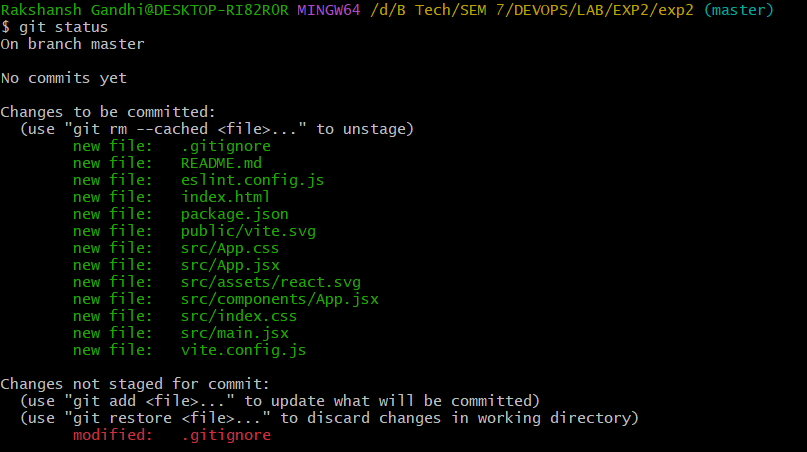 Rakshansh Gandhi@DESKTOP-RI82ROR MINGW64 /d/B Tech/SEM 7/DEVOPS/LAB/EXP2/exp2 (master)
$ git status
On branch master

No commits yet

Changes to be committed:
  (use "git rm --cached <file>..." to unstage)
        new file:   .gitignore
        new file:   README.md
        new file:   eslint.config.js
        new file:   index.html
        new file:   package.json
        new file:   public/vite.svg
        new file:   src/App.css
        new file:   src/App.jsx
        new file:   src/assets/react.svg
        new file:   src/components/App.jsx
        new file:   src/index.css
        new file:   src/main.jsx
        new file:   vite.config.js

Changes not staged for commit:
  (use "git add <file>..." to update what will be committed)
  (use "git restore <file>..." to discard changes in working directory)
        modified:   .gitignore